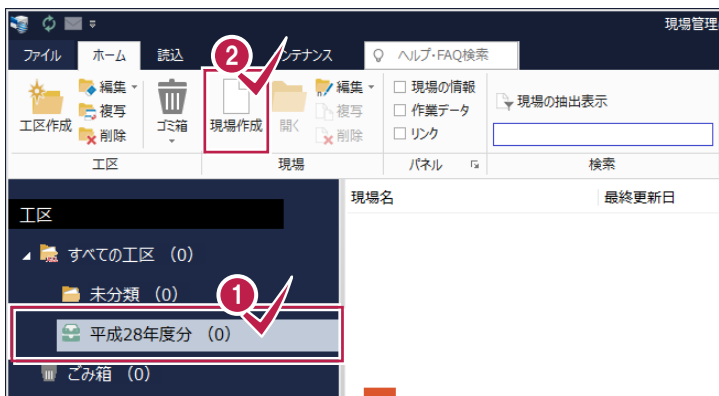 現場管理
ファイル ホーム 読込 ンテナンス ヘルプ・FAQ検索
2
工区作成 編集 複写 削除 ゴミ箱
現場作成 開く 編集 複写 削除
現場の情報
作業データ
リンク
現場の抽出表示
工区 現場 パネル 検索
工区
現場名 最終更新日
すべての工区 (0)
未分類 (0)
1
平成28年度分 (0)
ごみ箱 (0)